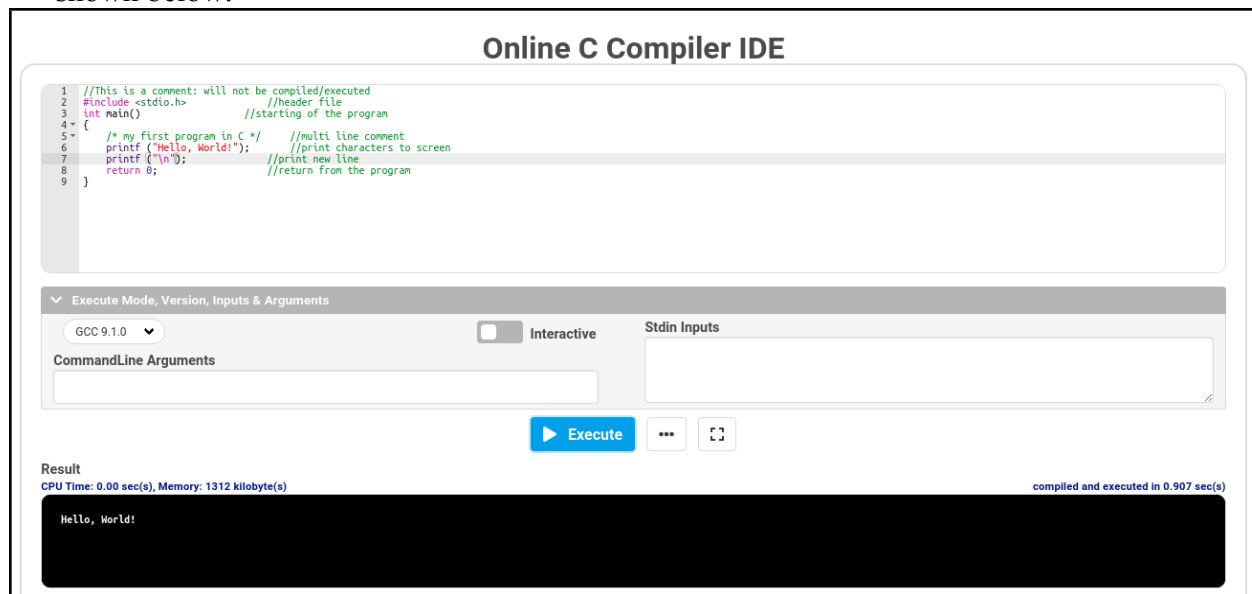 shown below.
Online C Compiler IDE
1 //This is a comment: will not be compiled/executed
2 #include <stdio.h> //header file
3 int main() //starting of the program
4 {
5 /* my first program in C */ //multi line comment
6 printf ("Hello, World!"); //print characters to screen
7 printf ("\n"); //print new line
8 return 0; //return from the program
9 }
Execute Mode, Version, Inputs & Arguments
GCC 9.1.0
Interactive
Stdin Inputs
CommandLine Arguments
Execute
Result
CPU Time: 0.00 sec(s), Memory: 1312 kilobyte(s)
compiled and executed in 0.907 sec(s)
Hello, World!